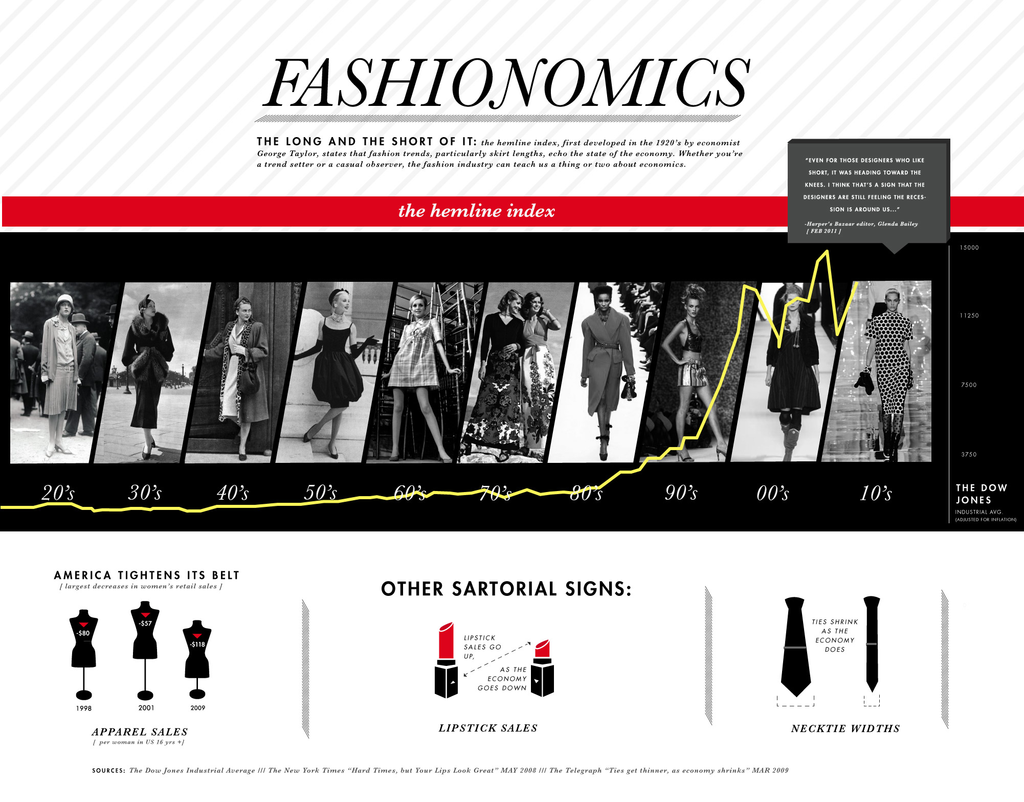 FASHIONOMICS
THE LONG AND THE SHORT OF IT: the hemline index, first developed in the 1920's by economist
George Taylor, states that fashion trends, particularly skirt lengths, echo the state of the economy. Whether you're
a trend setter or a casual observer, the fashion industry can teach us a thing or two about economics.
"EVEN FOR THOSE DESIGNERS WHO LIKE
SHORT, IT WAS HEADING TOWARD THE
KNEES. I THINK THAT'S A SIGN THAT THE
DESIGNERS ARE STILL FEELING THE RECES-
SION IS AROUND US..."
-Harper's Bazaar editor, Glenda Bailey
[ FEB 2011 ]
the hemline index
15000
11250
7500
3750
20's 30's 40's 50's 60's 70's 80's 90's 00's 10's
THE DOW
JONES
INDUSTRIAL AVG.
(ADJUSTED FOR INFLATION)
AMERICA TIGHTENS ITS BELT
[ largest decreases in women's retail sales ]
-$80
-$57
-$118
1998
2001
2009
APPAREL SALES
[ per woman in US 16 yrs +]
OTHER SARTORIAL SIGNS:
LIPSTICK
SALES GO
UP,
AS THE
ECONOMY
GOES DOWN
LIPSTICK SALES
TIES SHRINK
AS THE
ECONOMY
DOES
NECKTIE WIDTHS
SOURCES: The Dow Jones Industrial Average /// The New York Times "Hard Times, but Your Lips Look Great" MAY 2008 /// The Telegraph "Ties get thinner, as economy shrinks" MAR 2009